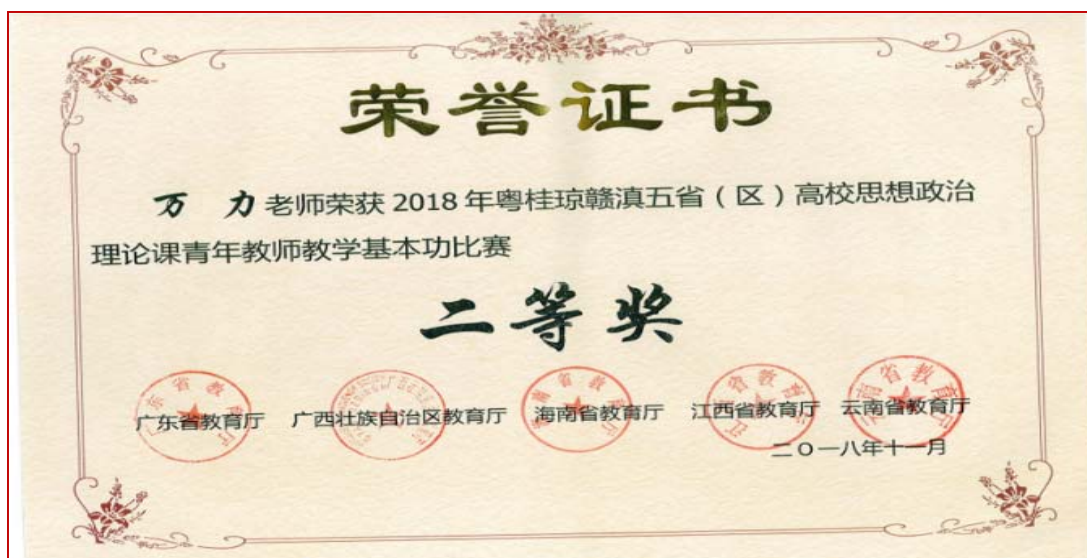 荣誉证书
万力老师荣获2018年粤桂琼赣滇五省（区）高校思想政治
理论课青年教师教学基本功比赛
二等奖
广东省教育厅 广西壮族自治区教育厅 海南省教育厅 江西省教育厅 云南省教育厅
二〇一八年十一月